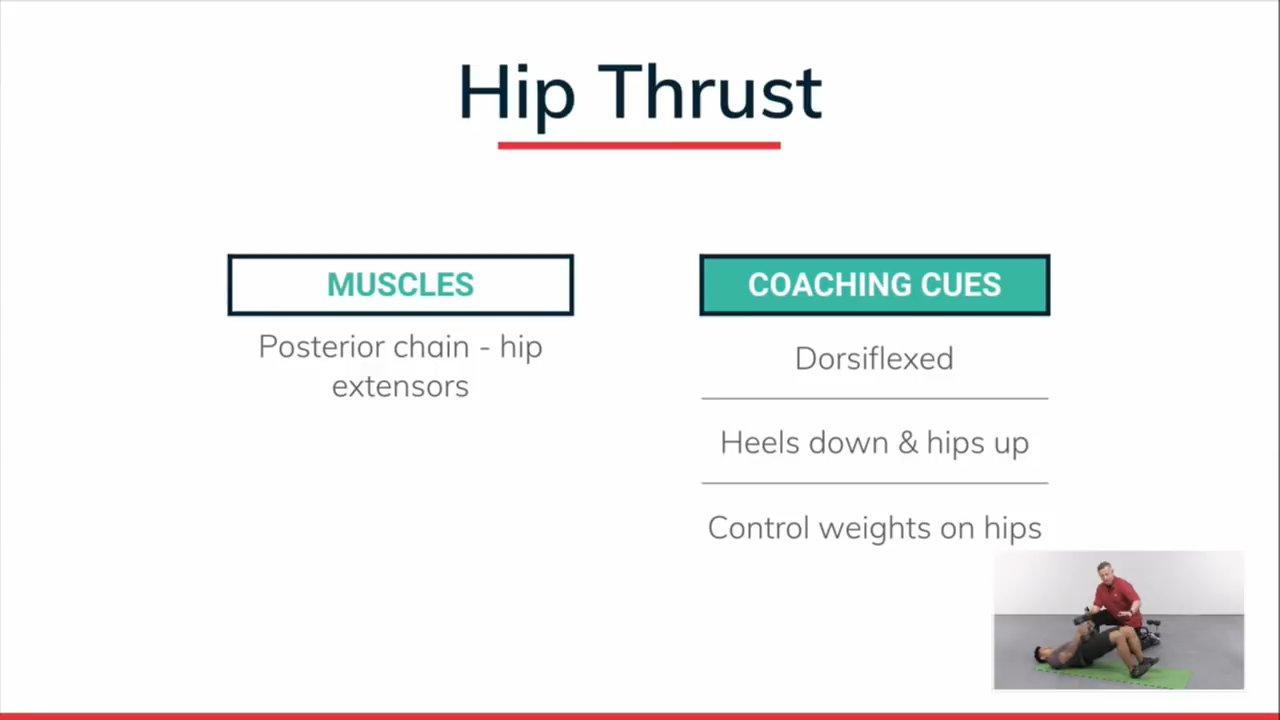 Hip Thrust
MUSCLES
Posterior chain - hip
extensors
COACHING CUES
Dorsiflexed
Heels down & hips up
Control weights on hips